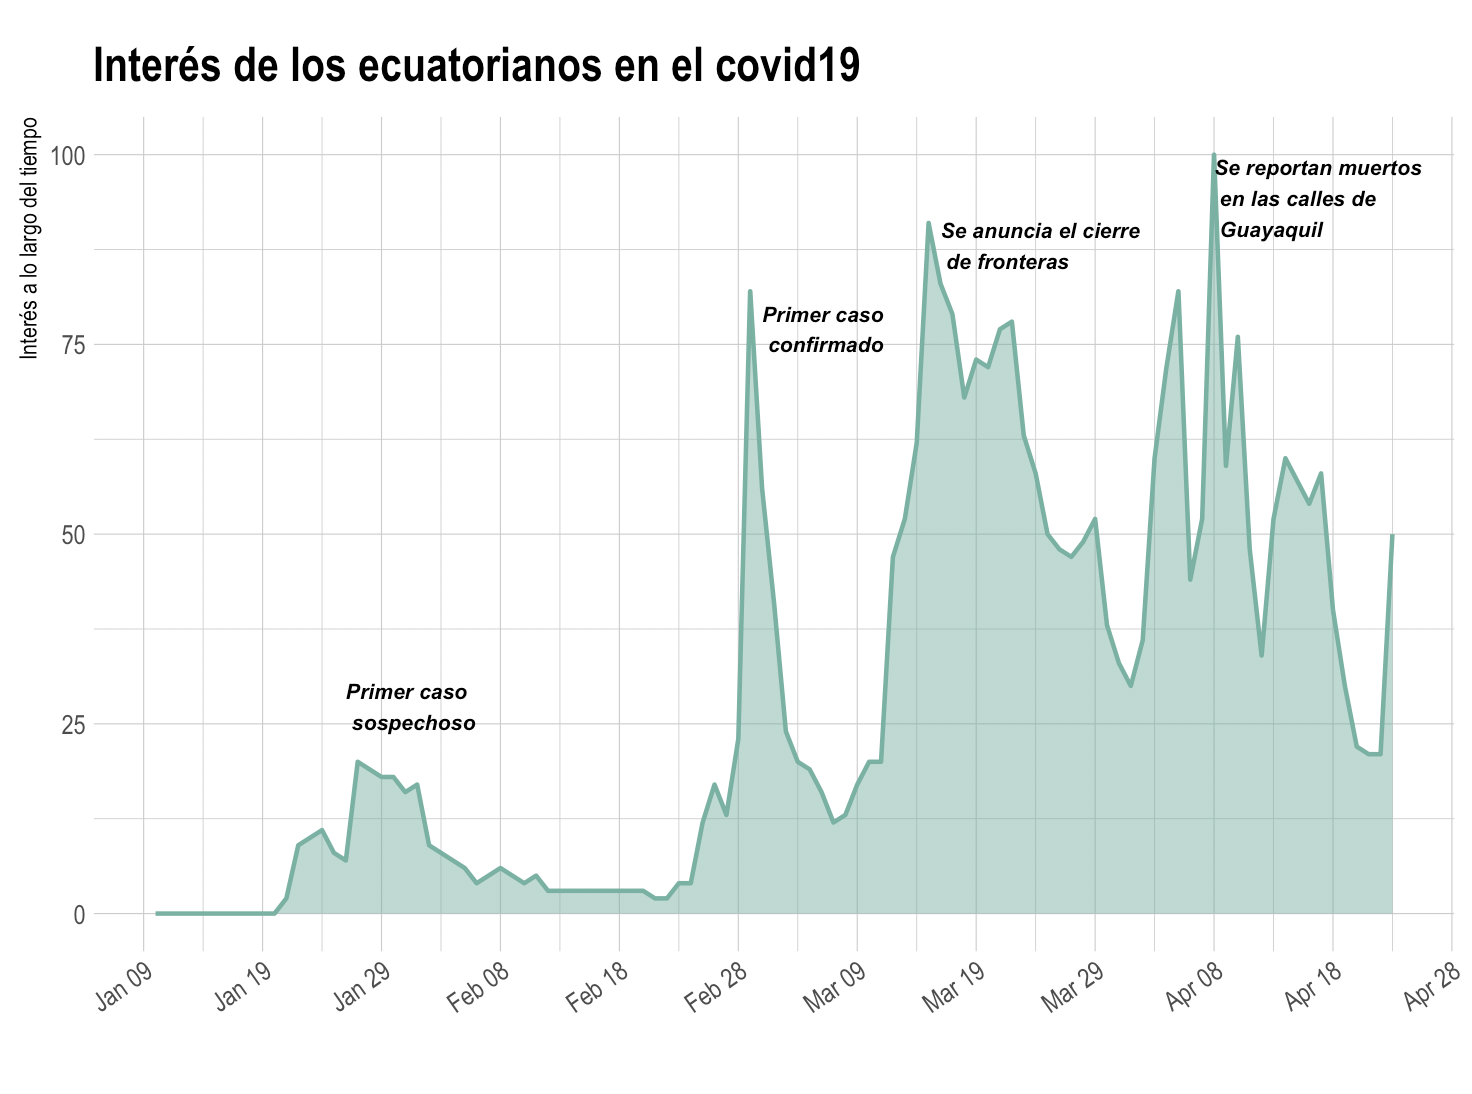 Interés de los ecuatorianos en el covid19
Interés a lo largo del tiempo
100
75
50
25
0
Se reportan muertos
en las calles de
Guayaquil
Se anuncia el cierre
de fronteras
Primer caso
confirmado
Primer caso
sospechoso
Jan 09
Jan 19
Jan 29
Feb 08
Feb 18
Feb 28
Mar 09
Mar 19
Mar 29
Apr 08
Apr 18
Apr 28